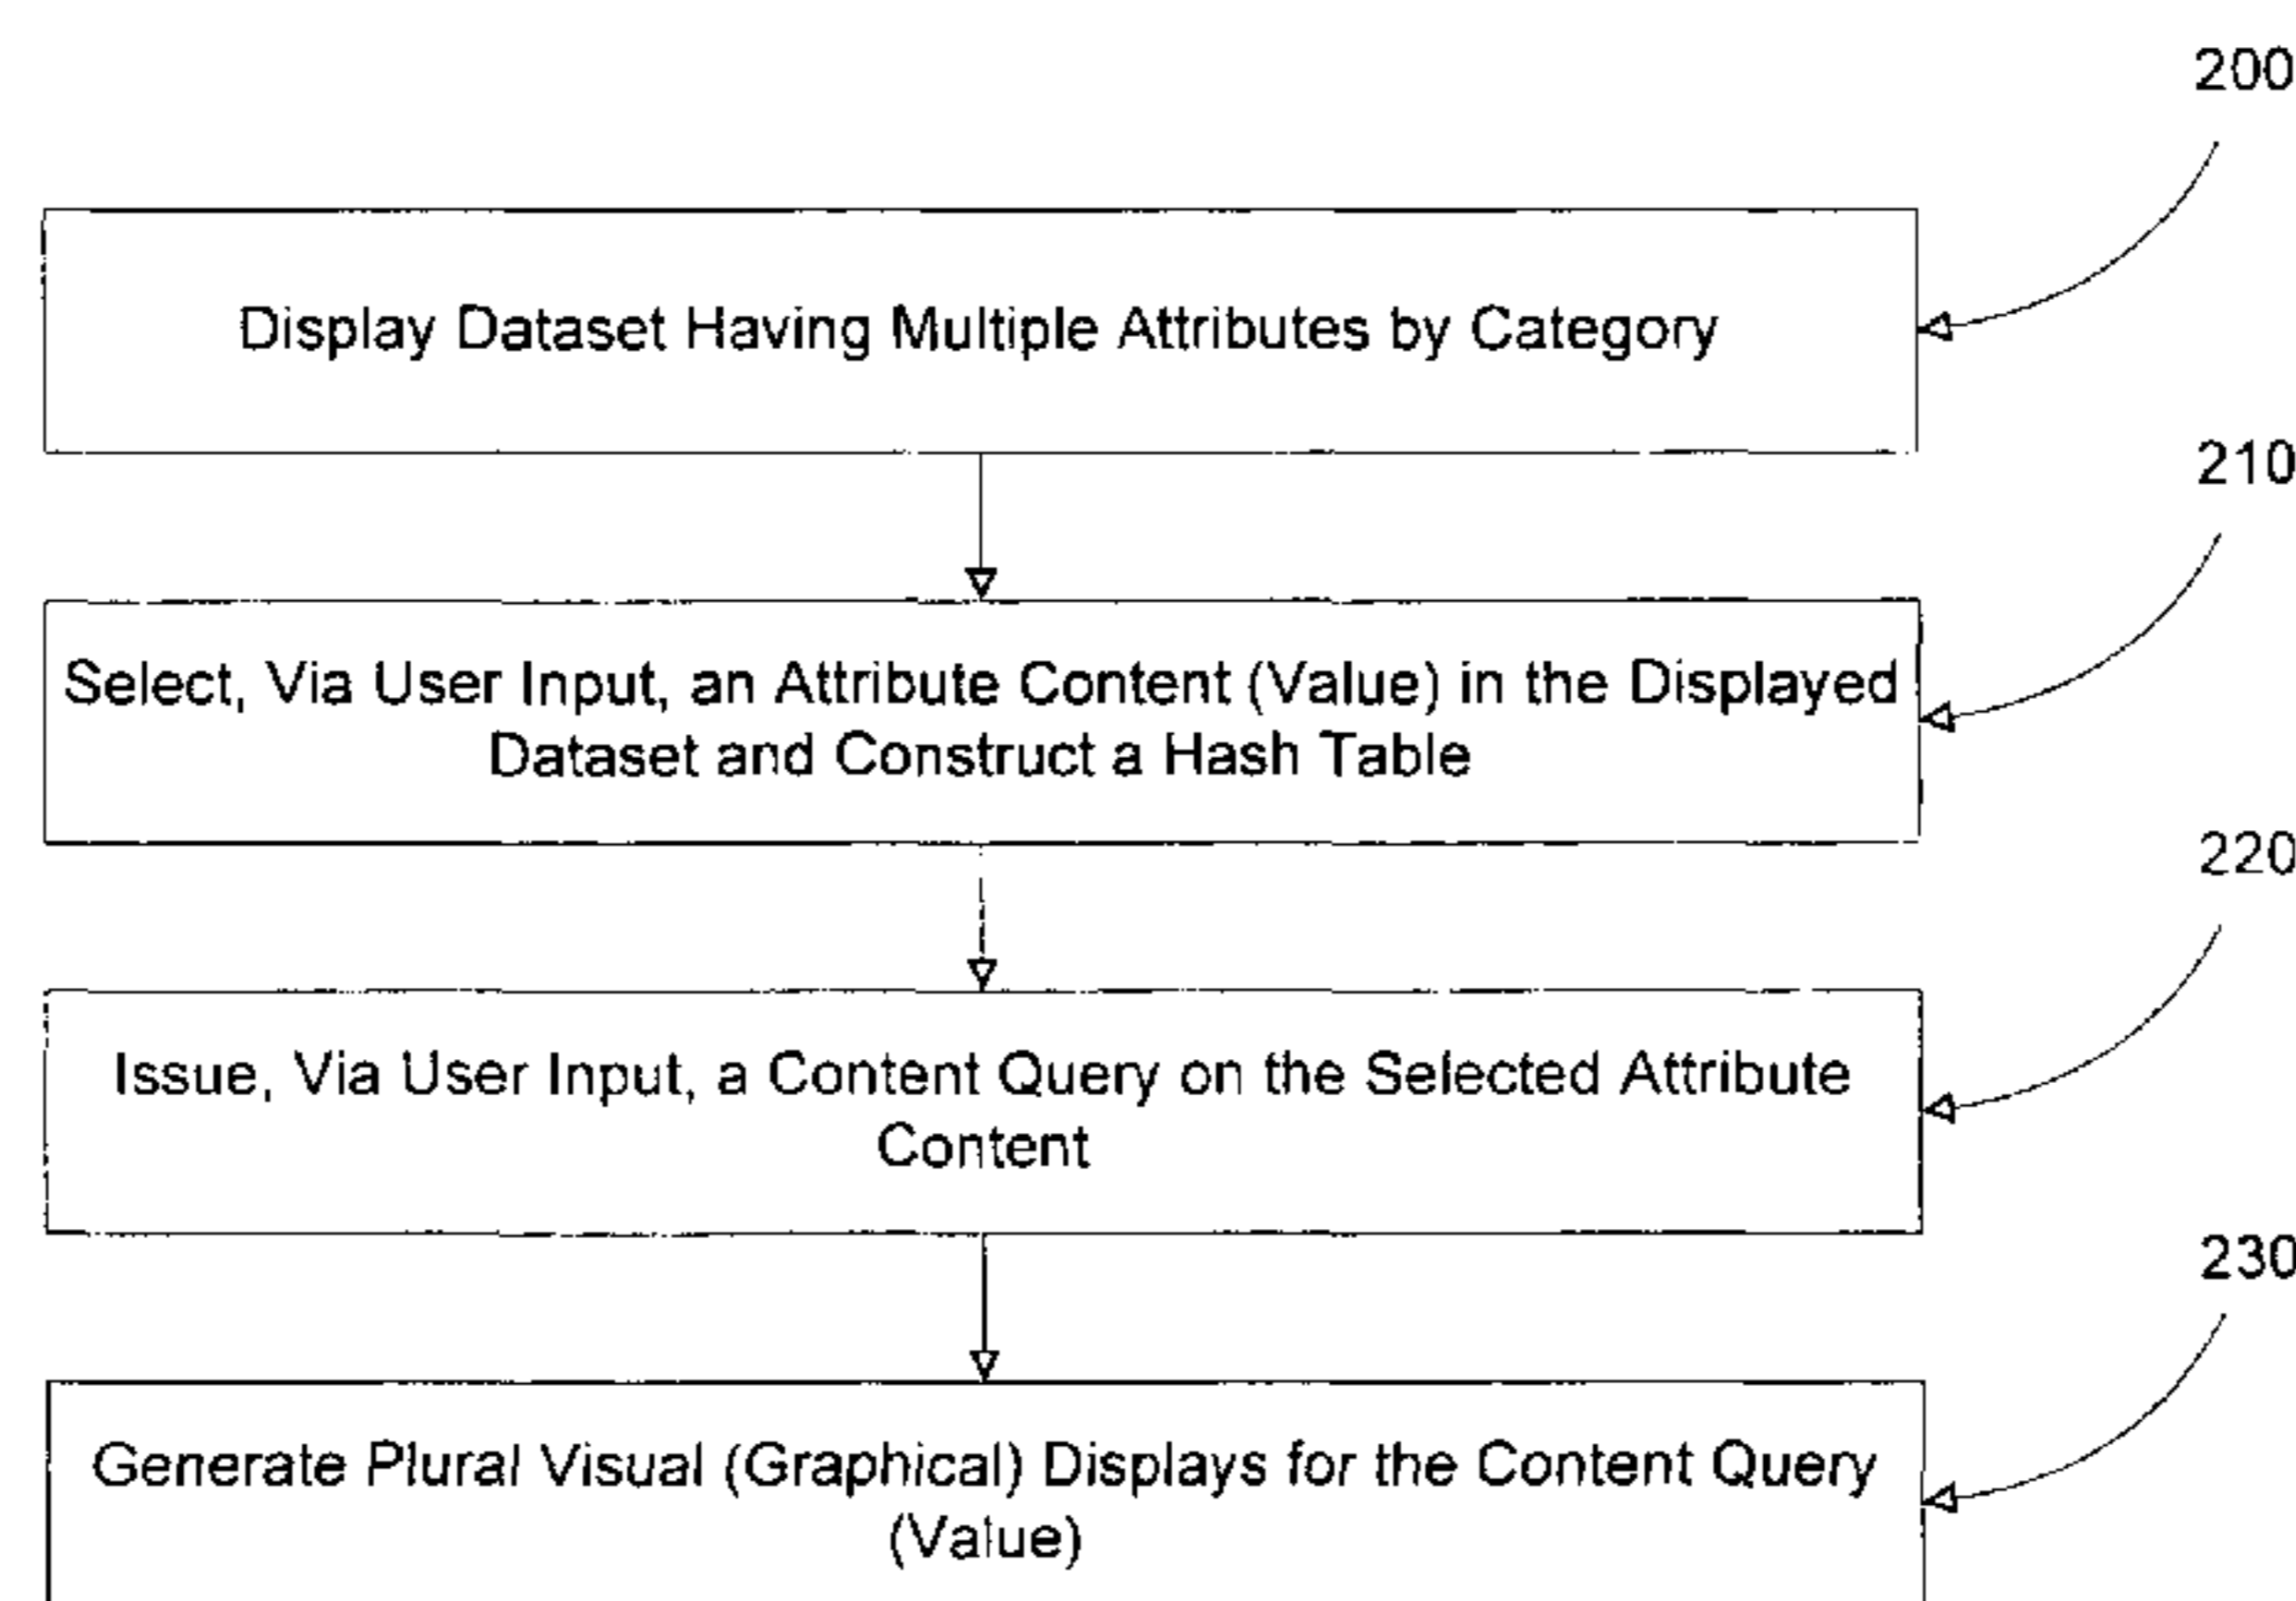 200
Display Dataset Having Multiple Attributes by Category
210
Select, Via User Input, an Attribute Content (Value) in the Displayed
Dataset and Construct a Hash Table
220
Issue, Via User Input, a Content Query on the Selected Attribute
Content
230
Generate Plural Visual (Graphical) Displays for the Content Query
(Value)